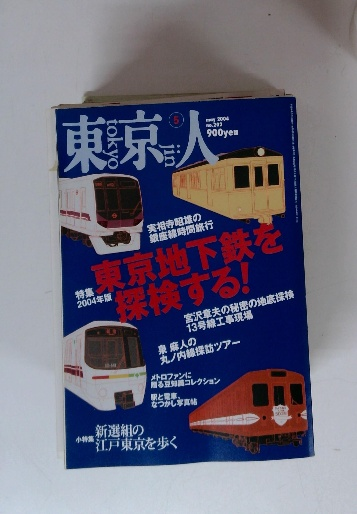 東京人
tokyo jin
5
may 2004
no.202
900yen
実相寺昭雄の
銀座線時間旅行
特集
2004年版
東京地下鉄を
探検する!
宮沢章夫の秘密の地底探検
13号線工事現場
泉 麻人の
丸ノ内線探訪ツアー
メトロファンに
贈る豆知識コレクション
駅と電車、
なつかし写真帖
小特集
新選組の
江戸東京を歩く